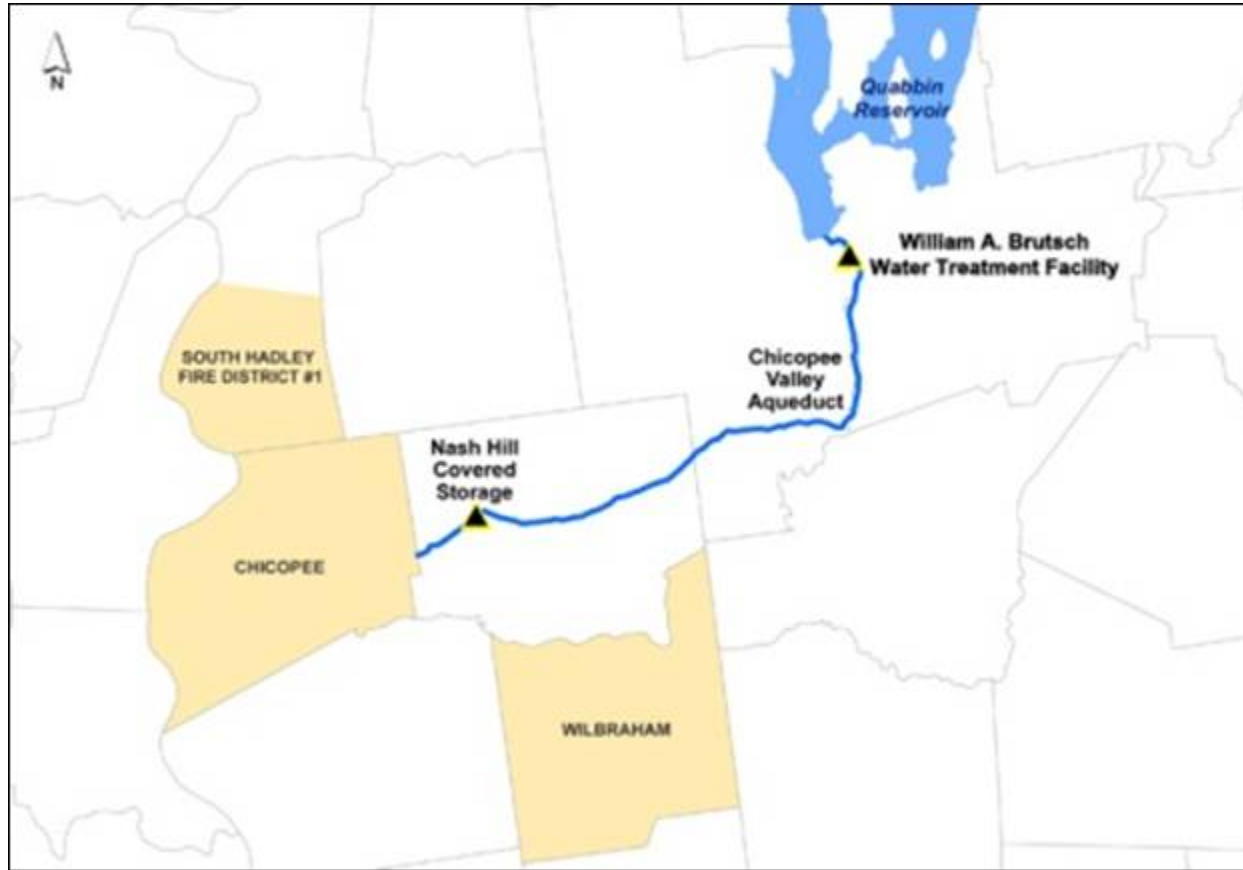 N
Quabbin
Reservoir
William A. Brutsch
Water Treatment Facility
Chicopee
Valley
Aqueduct
SOUTH HADLEY
FIRE DISTRICT #1
Nash Hill
Covered
Storage
CHICOPEE
WILBRAHAM